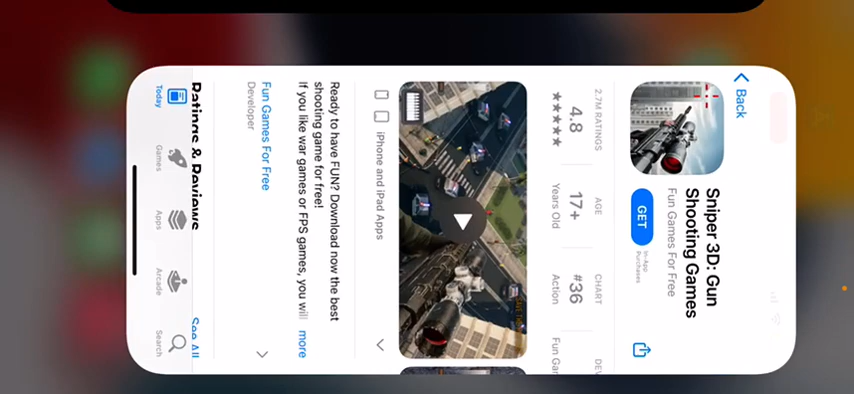 Back
Sniper 3D: Gun
Shooting Games
Fun Games For Free
GET
In-App
Purchases
2.7M RATINGS
4.8
★★★★★
AGE
17+
Years Old
CHART
#36
Action
DEV
Fun Gar
iPhone and iPad Apps
Ready to have FUN? Download now the best
shooting game for free!
If you like war games or FPS games, you will
more
Fun Games For Free
Developer
Ratings & Reviews
See All
Today
Games
Apps
Arcade
Search